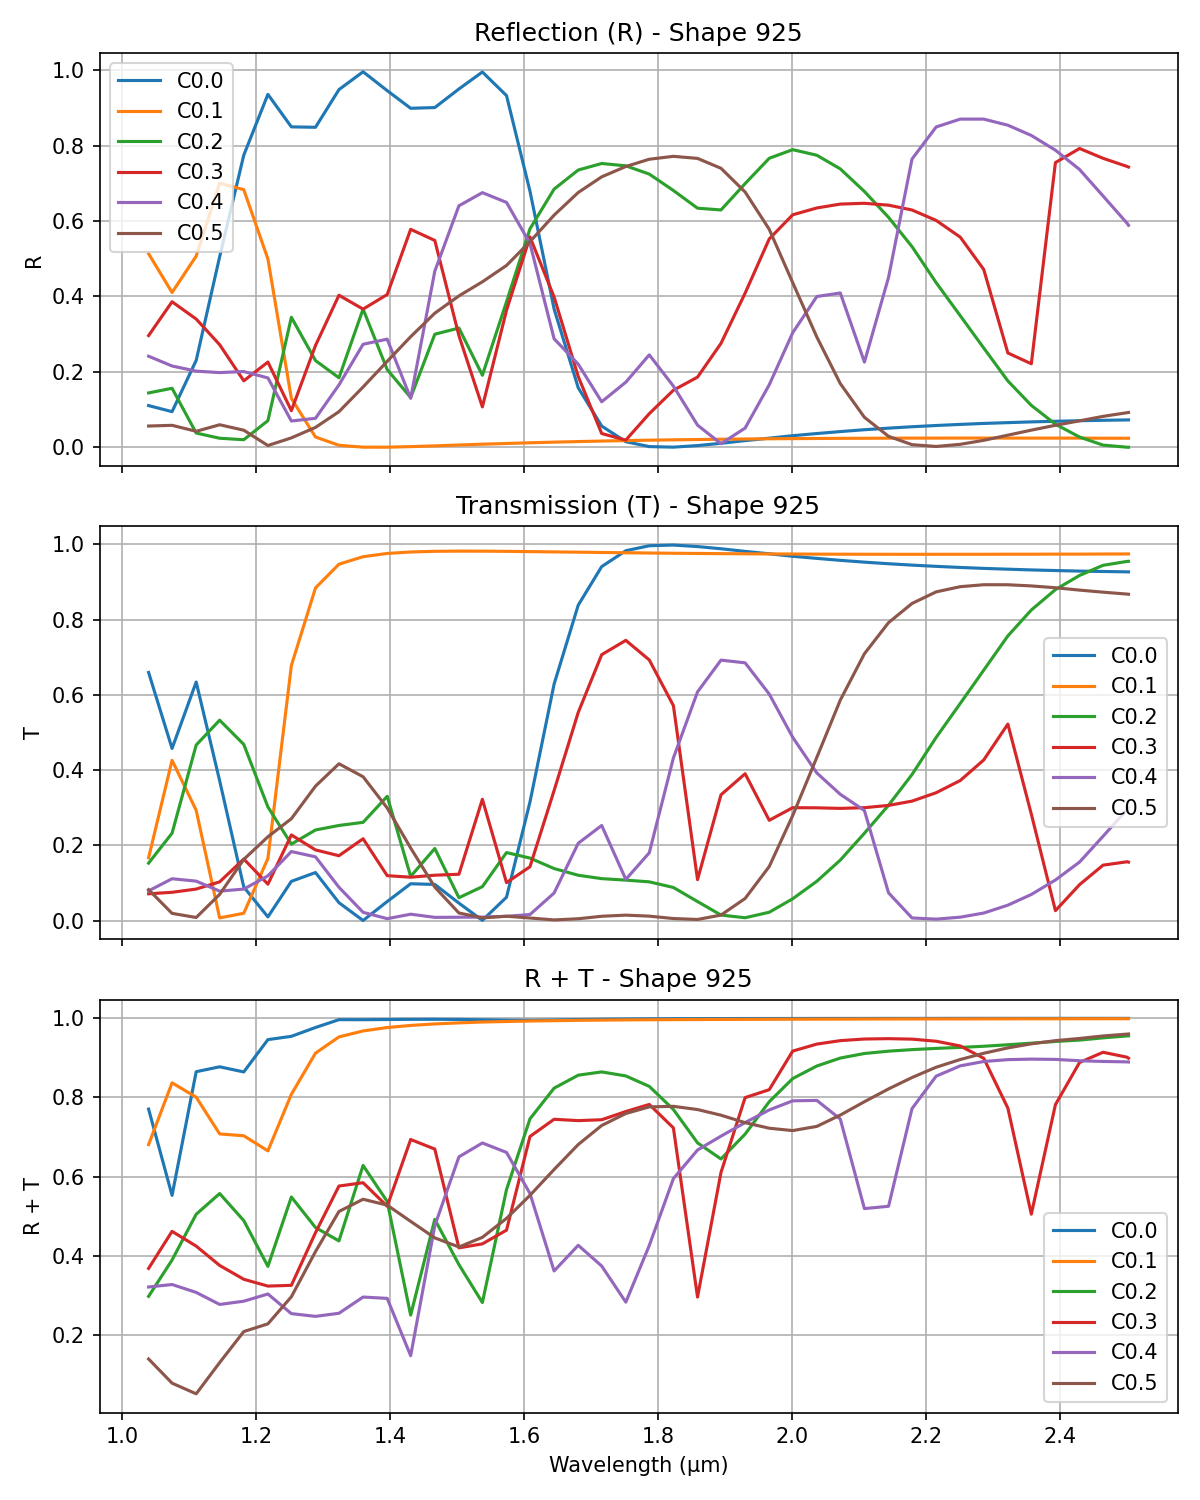 Reflection (R) - Shape 925
1.0
0.8
0.6
0.4
0.2
0.0
R
C0.0
C0.1
C0.2
C0.3
C0.4
C0.5
Transmission (T) - Shape 925
1.0
0.8
0.6
0.4
0.2
0.0
T
C0.0
C0.1
C0.2
C0.3
C0.4
C0.5
R + T - Shape 925
1.0
0.8
0.6
0.4
0.2
R + T
C0.0
C0.1
C0.2
C0.3
C0.4
C0.5
1.0 1.2 1.4 1.6 1.8 2.0 2.2 2.4
Wavelength (μm)